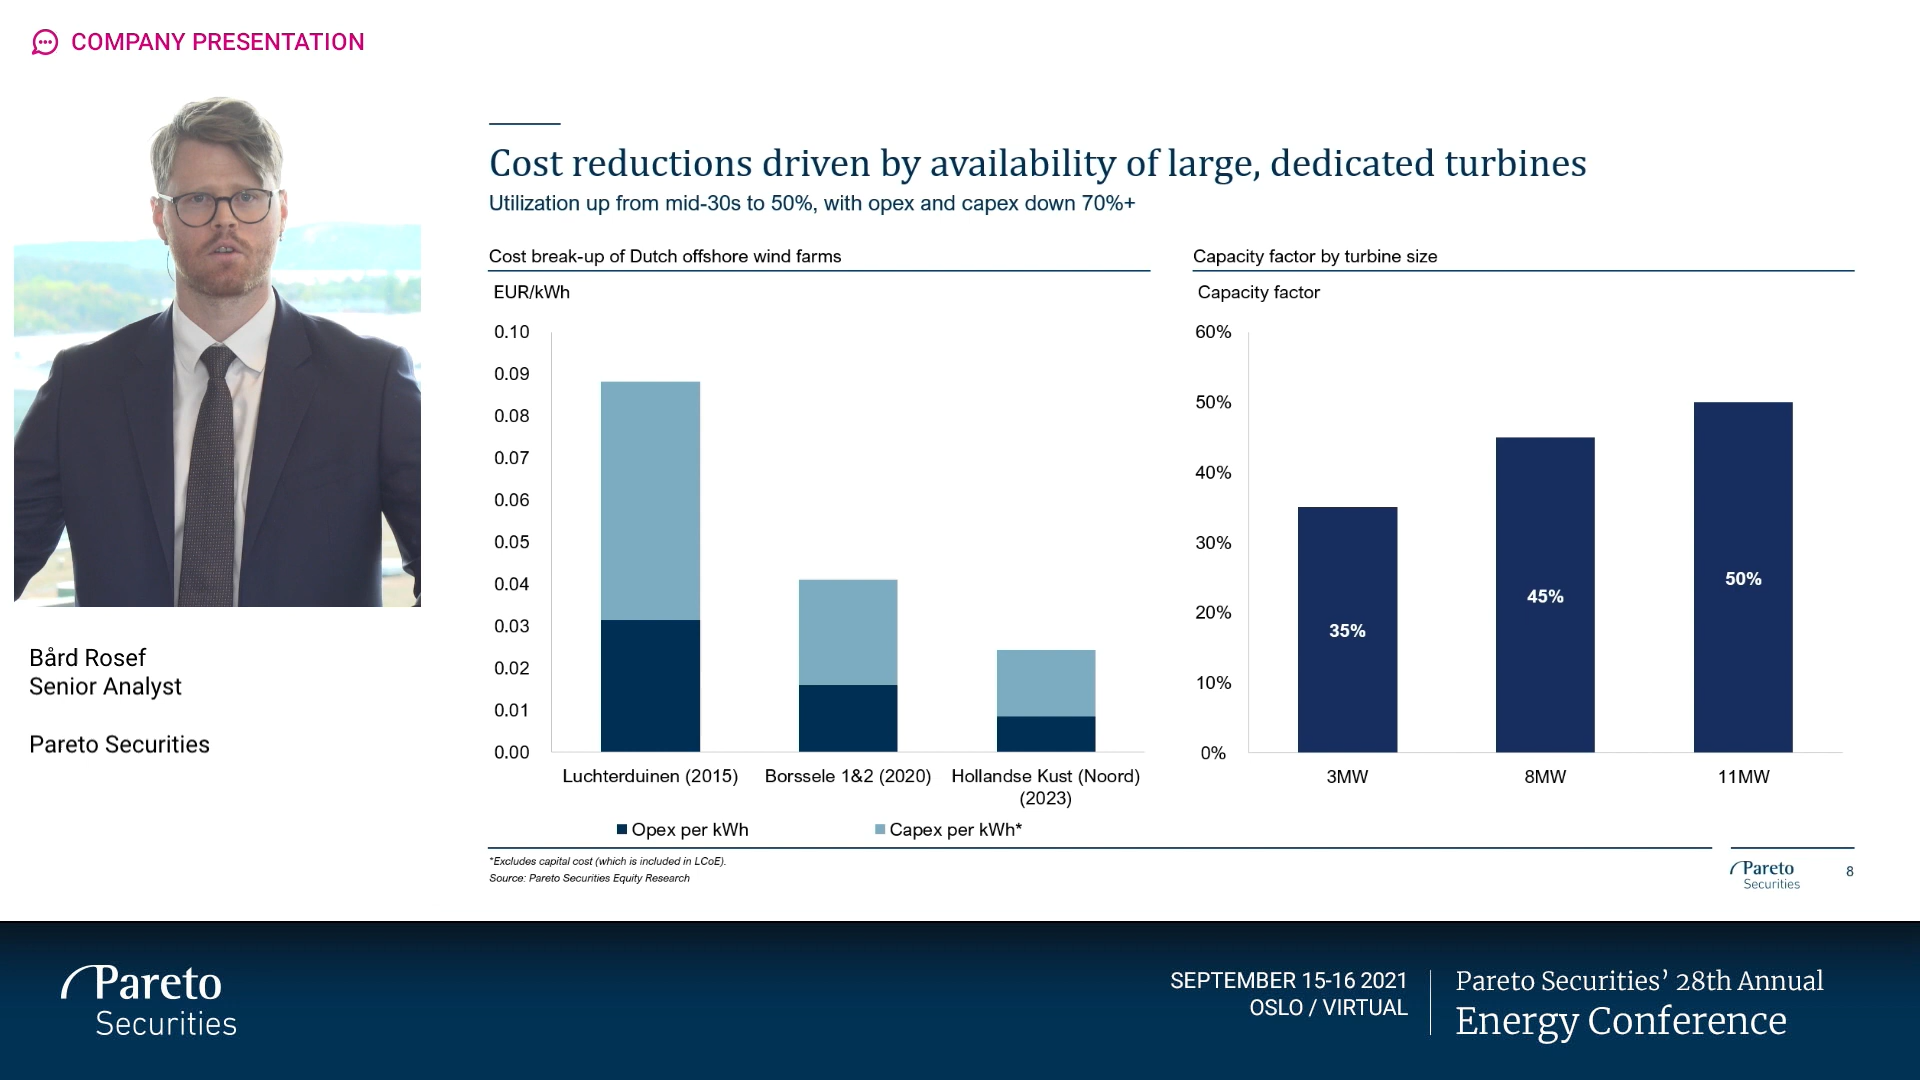 COMPANY PRESENTATION
Cost reductions driven by availability of large, dedicated turbines
Utilization up from mid-30s to 50%, with opex and capex down 70%+
Cost break-up of Dutch offshore wind farms
EUR/kWh
0.10
0.09
0.08
0.07
0.06
0.05
0.04
0.03
0.02
0.01
0.00
Luchterduinen (2015)
Borssele 1&2 (2020)
Hollandse Kust (Noord)
(2023)
Opex per kWh
Capex per kWh*
Capacity factor by turbine size
Capacity factor
60%
50%
40%
30%
20%
10%
0%
35%
45%
50%
3MW
8MW
11MW
*Excludes capital cost (which is included in LCoE).
Source: Pareto Securities Equity Research
Pareto
Securities
8
Bård Rosef
Senior Analyst
Pareto Securities
Pareto
Securities
SEPTEMBER 15-16 2021
OSLO / VIRTUAL
Pareto Securities’ 28th Annual
Energy Conference